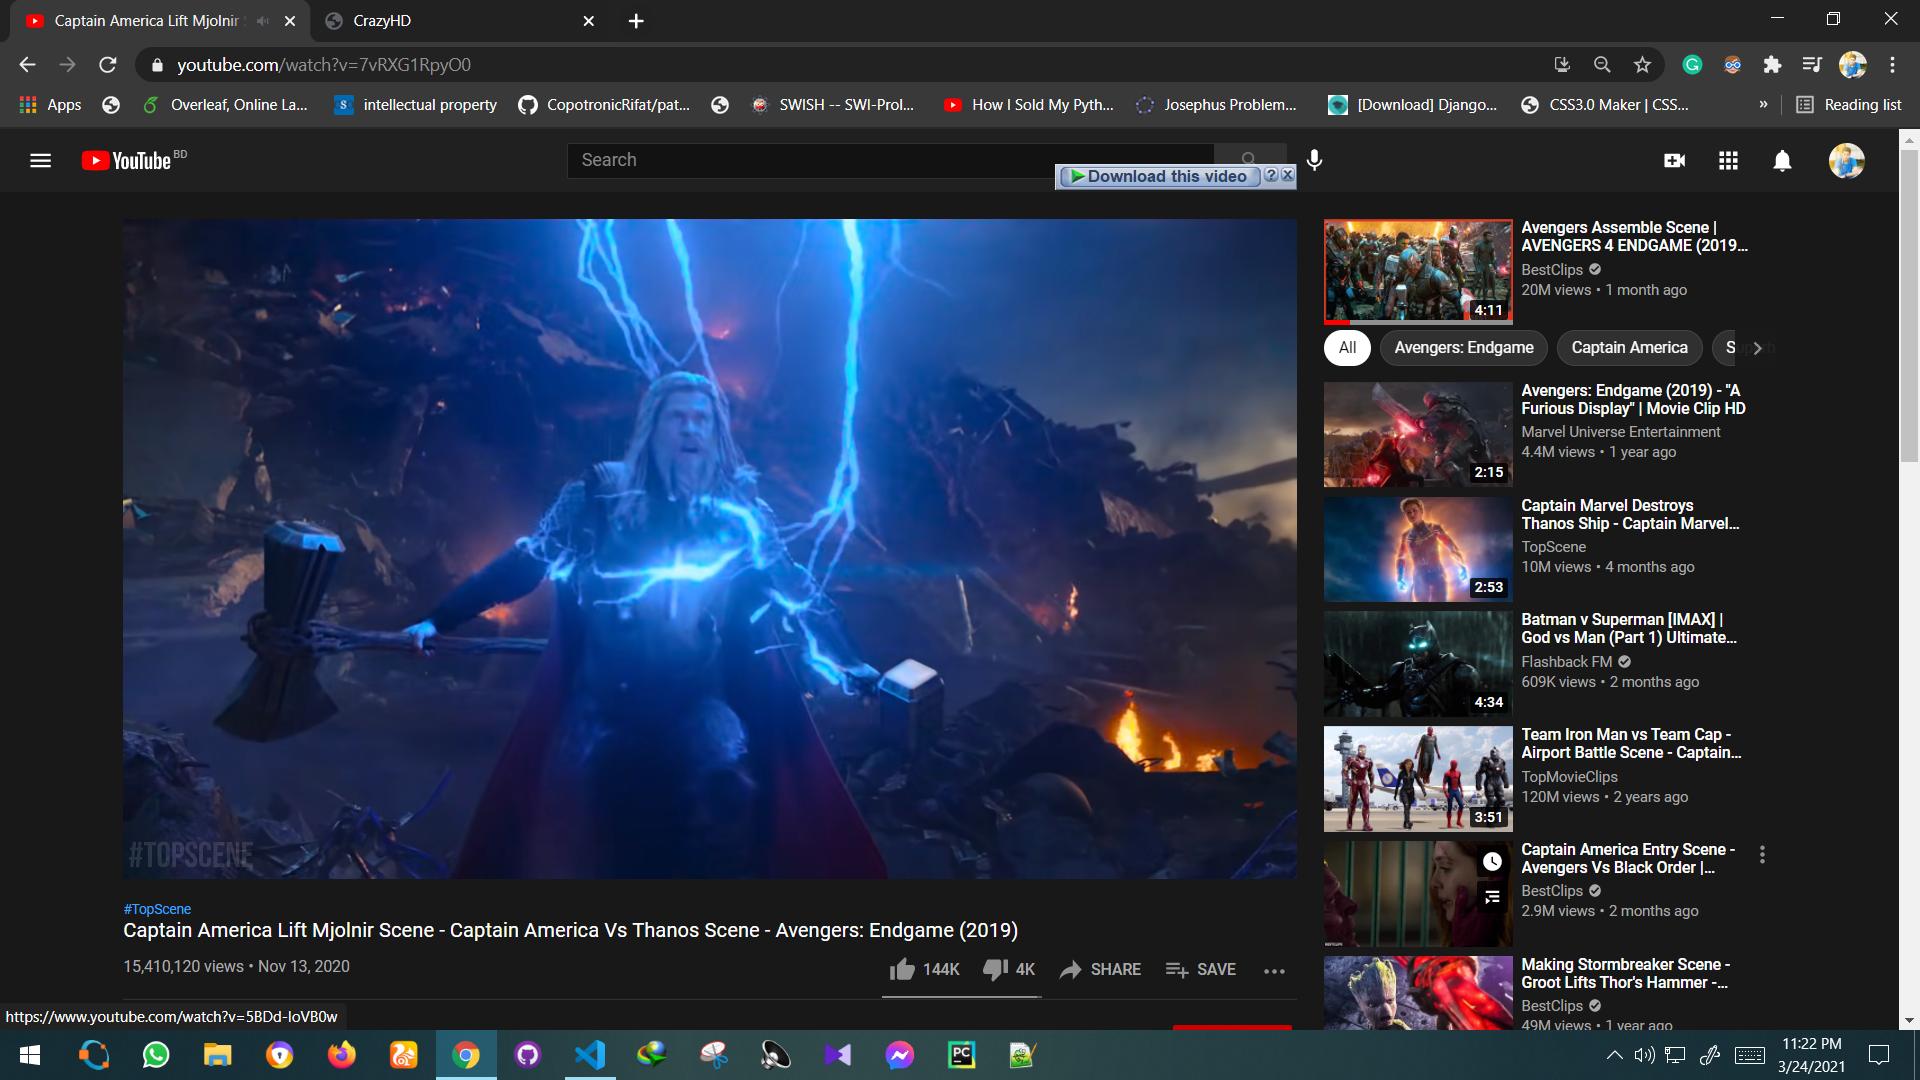 Captain America Lift Mjolnir
CrazyHD
youtube.com/watch?v=7vRXG1RpyO0
Apps
Overleaf, Online La...
intellectual property
CopotronicRifat/pat...
SWISH -- SWI-Prol...
How I Sold My Pyth...
Josephus Problem...
[Download] Django...
CSS3.0 Maker | CSS...
»
Reading list
YouTube BD
Search
Download this video
Avengers Assemble Scene |
AVENGERS 4 ENDGAME (2019...
BestClips
20M views • 1 month ago
4:11
All
Avengers: Endgame
Captain America
Avengers: Endgame (2019) - "A
Furious Display" | Movie Clip HD
Marvel Universe Entertainment
4.4M views • 1 year ago
2:15
Captain Marvel Destroys
Thanos Ship - Captain Marvel...
TopScene
10M views • 4 months ago
2:53
Batman v Superman [IMAX] |
God vs Man (Part 1) Ultimate...
Flashback FM
609K views • 2 months ago
4:34
Team Iron Man vs Team Cap -
Airport Battle Scene - Captain...
TopMovieClips
120M views • 2 years ago
3:51
Captain America Entry Scene -
Avengers Vs Black Order |...
BestClips
2.9M views • 2 months ago
Making Stormbreaker Scene -
Groot Lifts Thor's Hammer -...
BestClips
49M views • 1 year ago
#TOPSCENE
#TopScene
Captain America Lift Mjolnir Scene - Captain America Vs Thanos Scene - Avengers: Endgame (2019)
15,410,120 views • Nov 13, 2020
144K
4K
SHARE
SAVE
https://www.youtube.com/watch?v=5BDd-IoVB0w
PC
11:22 PM
3/24/2021